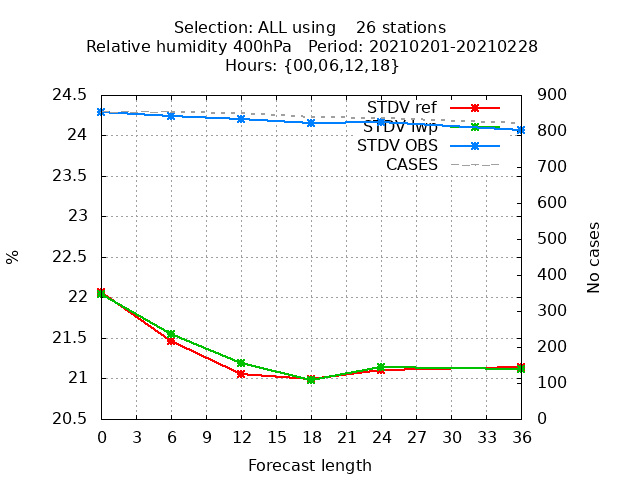 Selection: ALL using 26 stations
Relative humidity 400hPa Period: 20210201-20210228
Hours: {00,06,12,18}
24.5
24
23.5
23
22.5
22
21.5
21
20.5
%
STDV ref
STDV lwp
STDV OBS
CASES
900
800
700
600
500
400
300
200
100
0
No cases
0 3 6 9 12 15 18 21 24 27 30 33 36
Forecast length